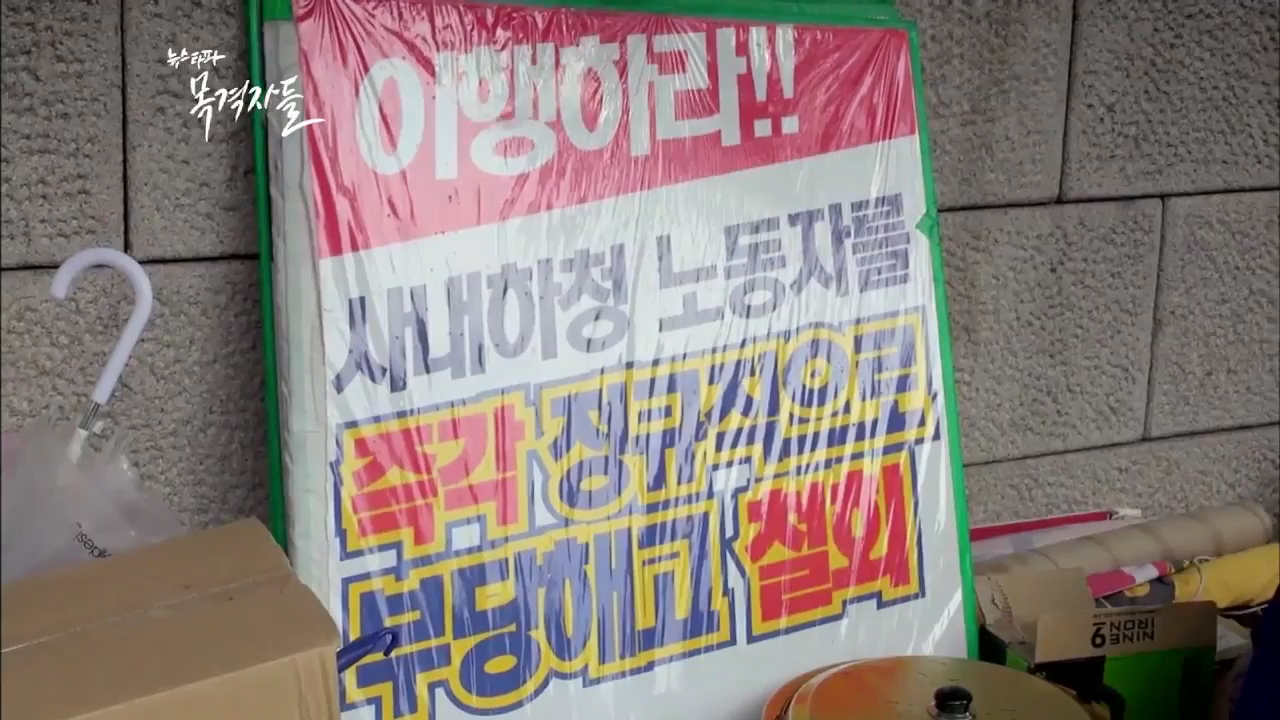 뉴스타파
목격자들
이행하라!!
사내하청 노동자를
즉각 정규직으로
부당해고 철회
NINE
IRON
9